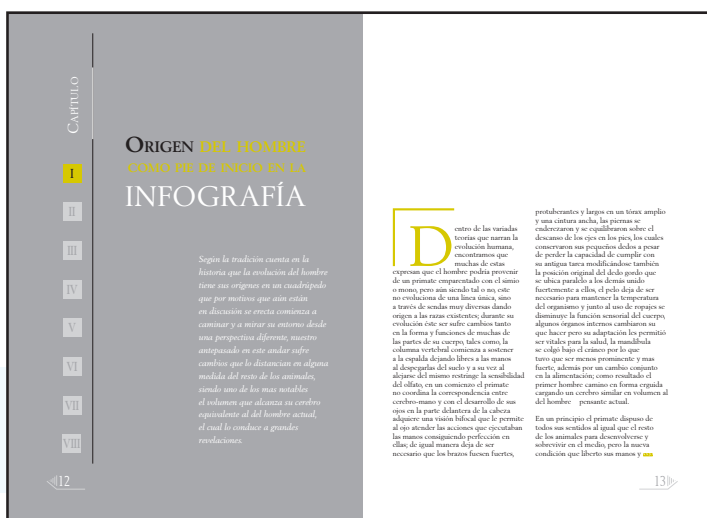 CAPÍTULO
I
II
III
IV
V
VI
VII
VIII
ORIGEN DEL HOMBRE
COMO PIE DE INICIO EN LA
INFOGRAFÍA
Según la tradición cuenta en la
historia que la evolución del hombre
tiene sus orígenes en un cuadrúpedo
que por motivos que aún están
en discusión se erecta comienza a
caminar y a mirar su entorno desde
una perspectiva diferente, nuestro
antepasado en este andar sufre
cambios que lo distancian en alguna
medida del resto de los animales,
siendo uno de los mas notables
el volumen que alcanza su cerebro
equivalente al del hombre actual,
el cual lo conduce a grandes
revelaciones.
12
Dentro de las variadas
teorías que narran la
evolución humana,
encontramos que
muchas de estas
expresan que el hombre podría provenir
de un primate emparentado con el simio
o mono, pero aún siendo tal o no, este
no evoluciona de una línea única, sino
a través de sendas muy diversas dando
origen a las razas existentes; durante su
evolución éste ser sufre cambios tanto
en la forma y funciones de muchas de
las partes de su cuerpo, tales como, la
columna vertebral comienza a sostener
a la espalda dejando libres a las manos
al despegarlas del suelo y a su vez al
alejarse del mismo restringe la sensibilidad
del olfato, en un comienzo el primate
no coordina la correspondencia entre
cerebro-mano y con el desarrollo de sus
ojos en la parte delantera de la cabeza
adquiere una visión bifocal que le permite
al ojo atender las acciones que ejecutaban
las manos consiguiendo perfección en
ellas; de igual manera deja de ser
necesario que los brazos fuesen fuertes,
protuberantes y largos en un tórax amplio
y una cintura ancha, las piernas se
enderezaron y se equilibraron sobre el
descanso de los ejes en los pies, los cuales
conservaron sus pequeños dedos a pesar
de perder la capacidad de cumplir con
su antigua tarea modificándose también
la posición original del dedo gordo que
se ubica paralelo a los demás unido
fuertemente a ellos, el pelo deja de ser
necesario para mantener la temperatura
del organismo y junto al uso de ropajes se
disminuye la función sensorial del cuerpo,
algunos órganos internos cambiaron su
que hacer pero su adaptación les permitió
ser vitales para la salud, la mandíbula
se colgó bajo el cráneo por lo que
tuvo que ser menos prominente y mas
fuerte, además por un cambio conjunto
en la alimentación; como resultado el
primer hombre camino en forma erguida
cargando un cerebro similar en volumen al
del hombre pensante actual.
En un principio el primate dispuso de
todos sus sentidos al igual que el resto
de los animales para desenvolverse y
sobrevivir en el medio, pero la nueva
condición que liberto sus manos y
13